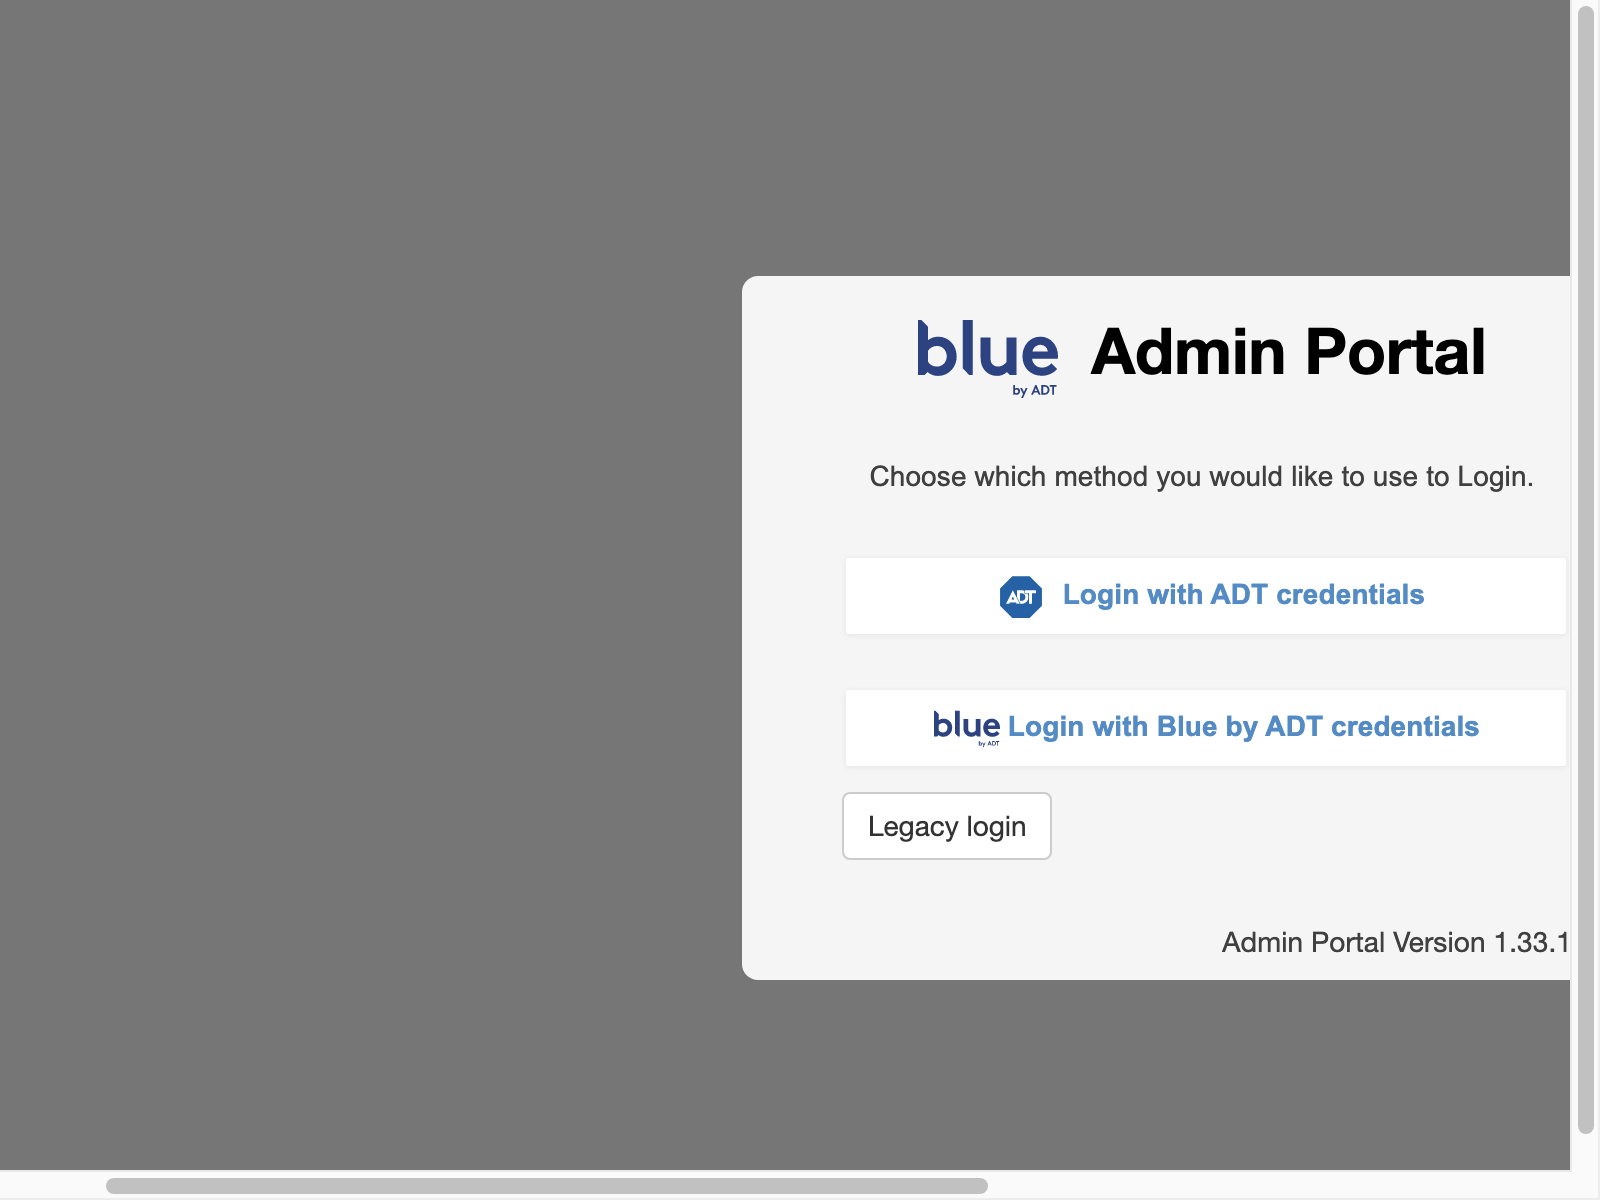 blue Admin Portal
by ADT
Choose which method you would like to use to Login.
ADT Login with ADT credentials
blue Login with Blue by ADT credentials
by ADT
Legacy login
Admin Portal Version 1.33.1